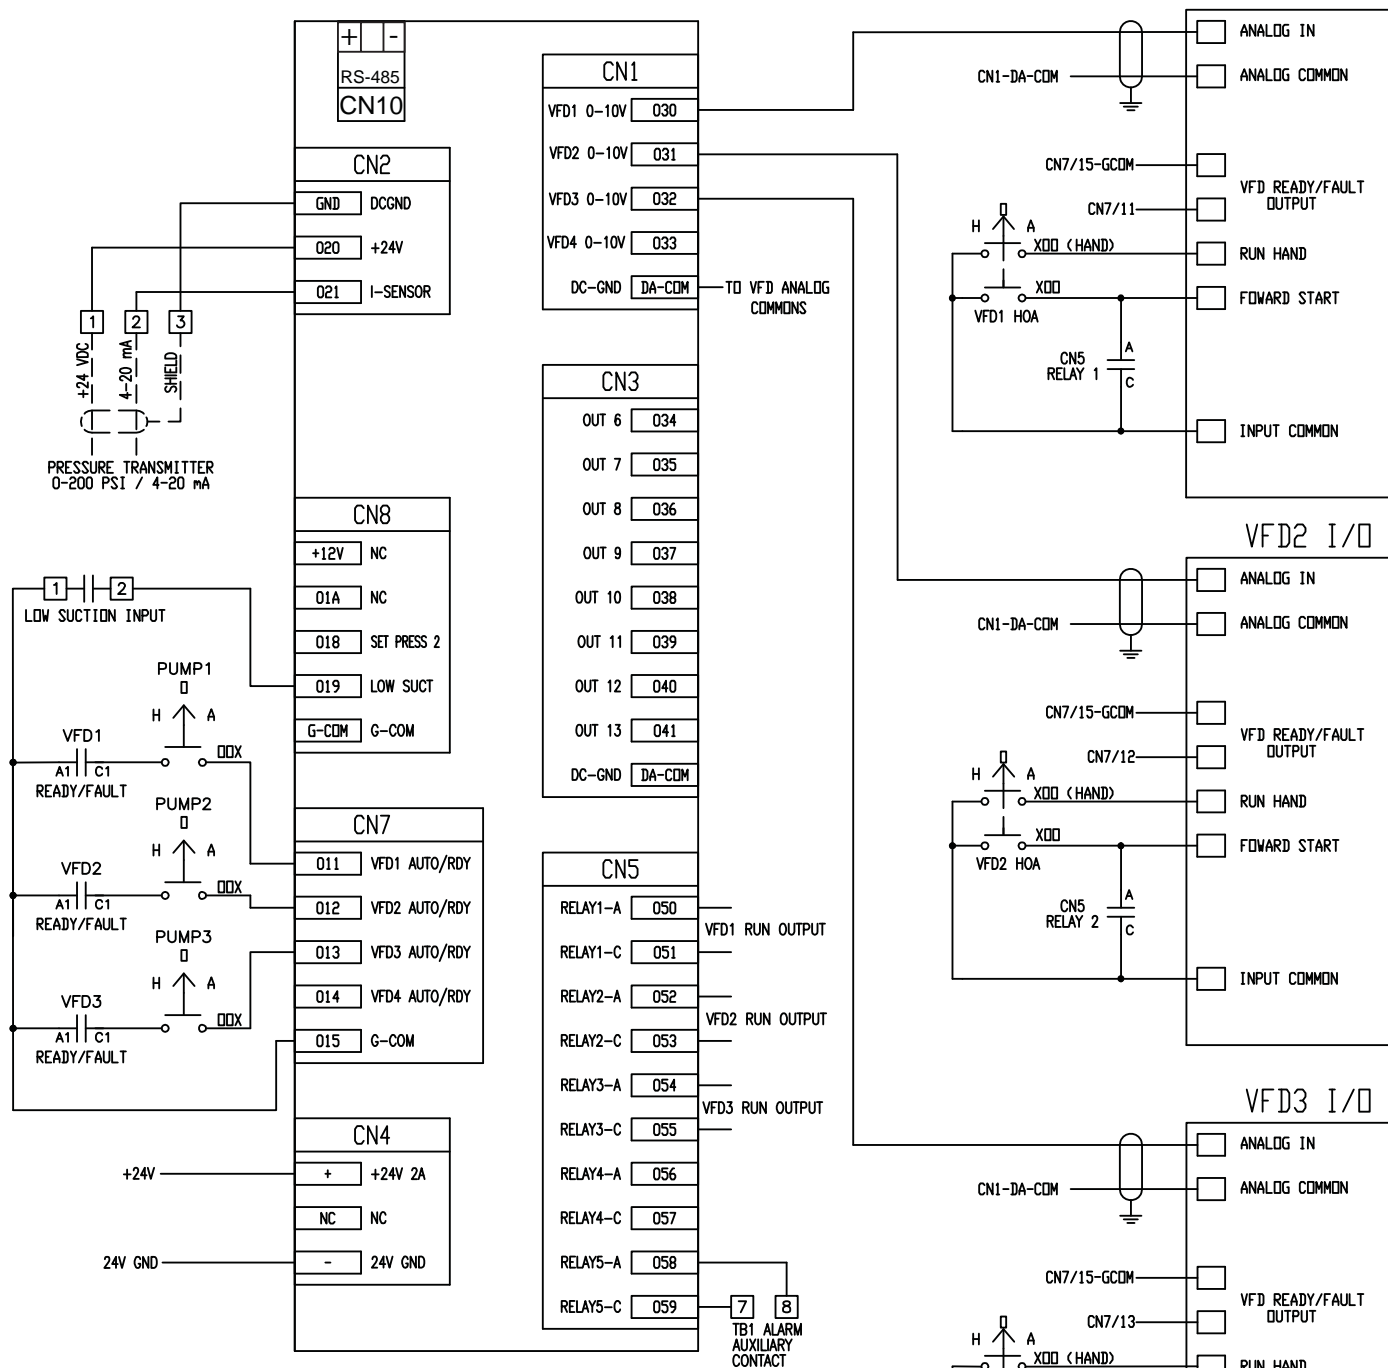 + -
RS-485
CN10
CN2
GND DCGND
020 +24V
021 I-SENSOR
1 2 3
+24 VDC
4-20 mA
SHIELD
PRESSURE TRANSMITTER
0-200 PSI / 4-20 mA
CN8
+12V NC
01A NC
018 SET PRESS 2
019 LOW SUCT
G-COM G-COM
1 2
LOW SUCTION INPUT
PUMP1
H A
VFD1
OOX
A1 C1
READY/FAULT
PUMP2
H A
VFD2
OOX
A1 C1
READY/FAULT
PUMP3
H A
VFD3
OOX
A1 C1
READY/FAULT
CN7
011 VFD1 AUTO/RDY
012 VFD2 AUTO/RDY
013 VFD3 AUTO/RDY
014 VFD4 AUTO/RDY
015 G-COM
CN4
+24V + +24V 2A
NC NC
24V GND - 24V GND
CN1
VFD1 0-10V 030
VFD2 0-10V 031
VFD3 0-10V 032
VFD4 0-10V 033
DC-GND DA-COM TO VFD ANALOG
COMMONS
CN3
OUT 6 034
OUT 7 035
OUT 8 036
OUT 9 037
OUT 10 038
OUT 11 039
OUT 12 040
OUT 13 041
DC-GND DA-COM
CN5
RELAY1-A 050
VFD1 RUN OUTPUT
RELAY1-C 051
RELAY2-A 052
VFD2 RUN OUTPUT
RELAY2-C 053
RELAY3-A 054
VFD3 RUN OUTPUT
RELAY3-C 055
RELAY4-A 056
RELAY4-C 057
RELAY5-A 058
RELAY5-C 059 7 8
TB1 ALARM
AUXILIARY
CONTACT
ANALOG IN
CN1-DA-COM ANALOG COMMON
CN7/15-GCOM
VFD READY/FAULT
OUTPUT
CN7/11
H A
XOO (HAND) RUN HAND
XOO FOWARD START
VFD1 HOA
CN5
RELAY 1
A
C
INPUT COMMON
VFD2 I/O
ANALOG IN
CN1-DA-COM ANALOG COMMON
CN7/15-GCOM
VFD READY/FAULT
OUTPUT
CN7/12
H A
XOO (HAND) RUN HAND
XOO FOWARD START
VFD2 HOA
CN5
RELAY 2
A
C
INPUT COMMON
VFD3 I/O
ANALOG IN
CN1-DA-COM ANALOG COMMON
CN7/15-GCOM
VFD READY/FAULT
OUTPUT
CN7/13
H A
XOO (HAND) RUN HAND